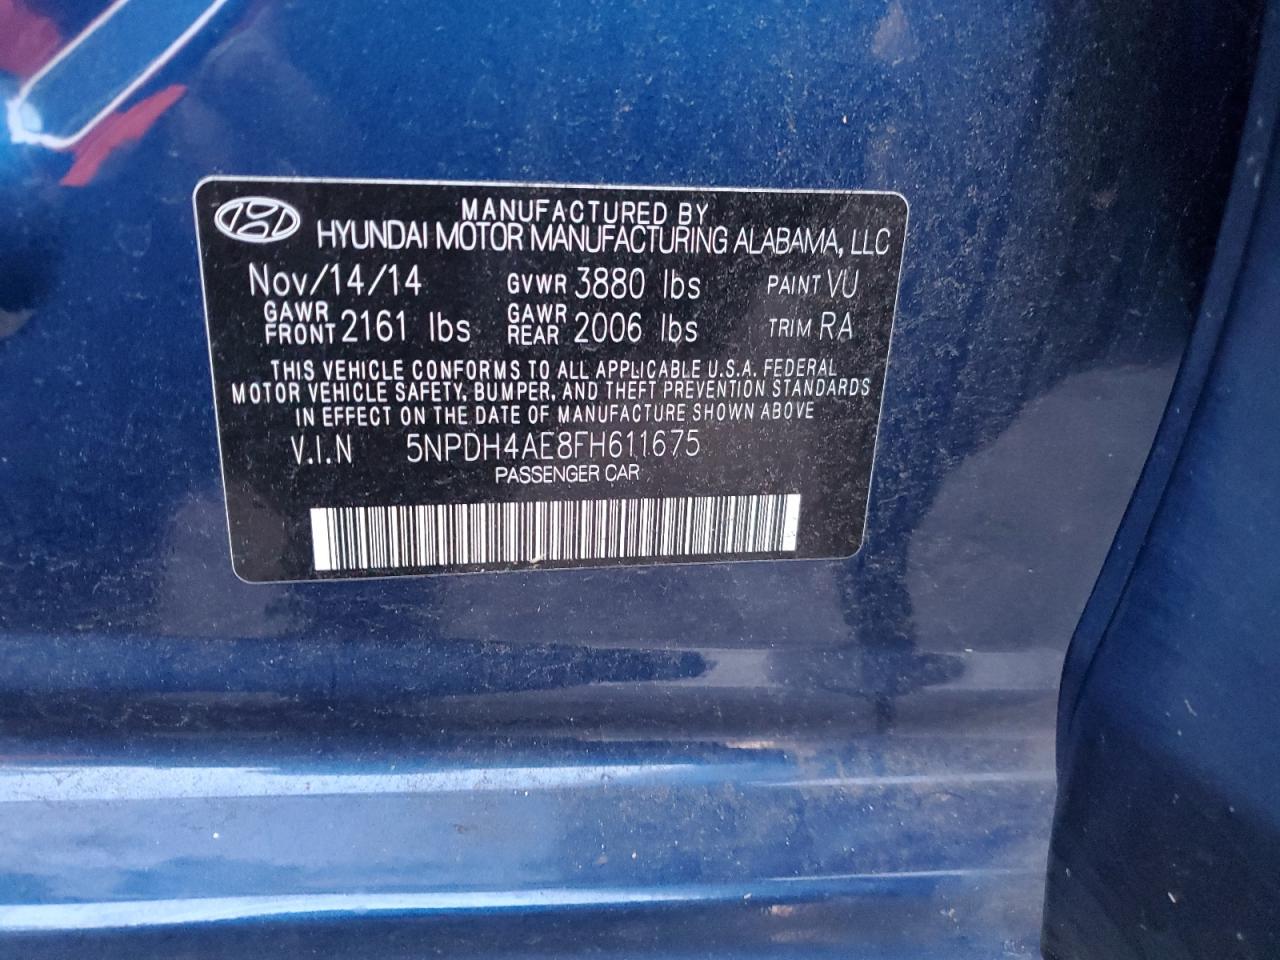 MANUFACTURED BY
HYUNDAI MOTOR MANUFACTURING ALABAMA, LLC
Nov/14/14 GVWR 3880 lbs PAINT VU
GAWR FRONT 2161 lbs GAWR REAR 2006 lbs TRIM RA
THIS VEHICLE CONFORMS TO ALL APPLICABLE U.S.A. FEDERAL
MOTOR VEHICLE SAFETY, BUMPER, AND THEFT PREVENTION STANDARDS
IN EFFECT ON THE DATE OF MANUFACTURE SHOWN ABOVE
V.I.N 5NPDH4AE8FH611675
PASSENGER CAR